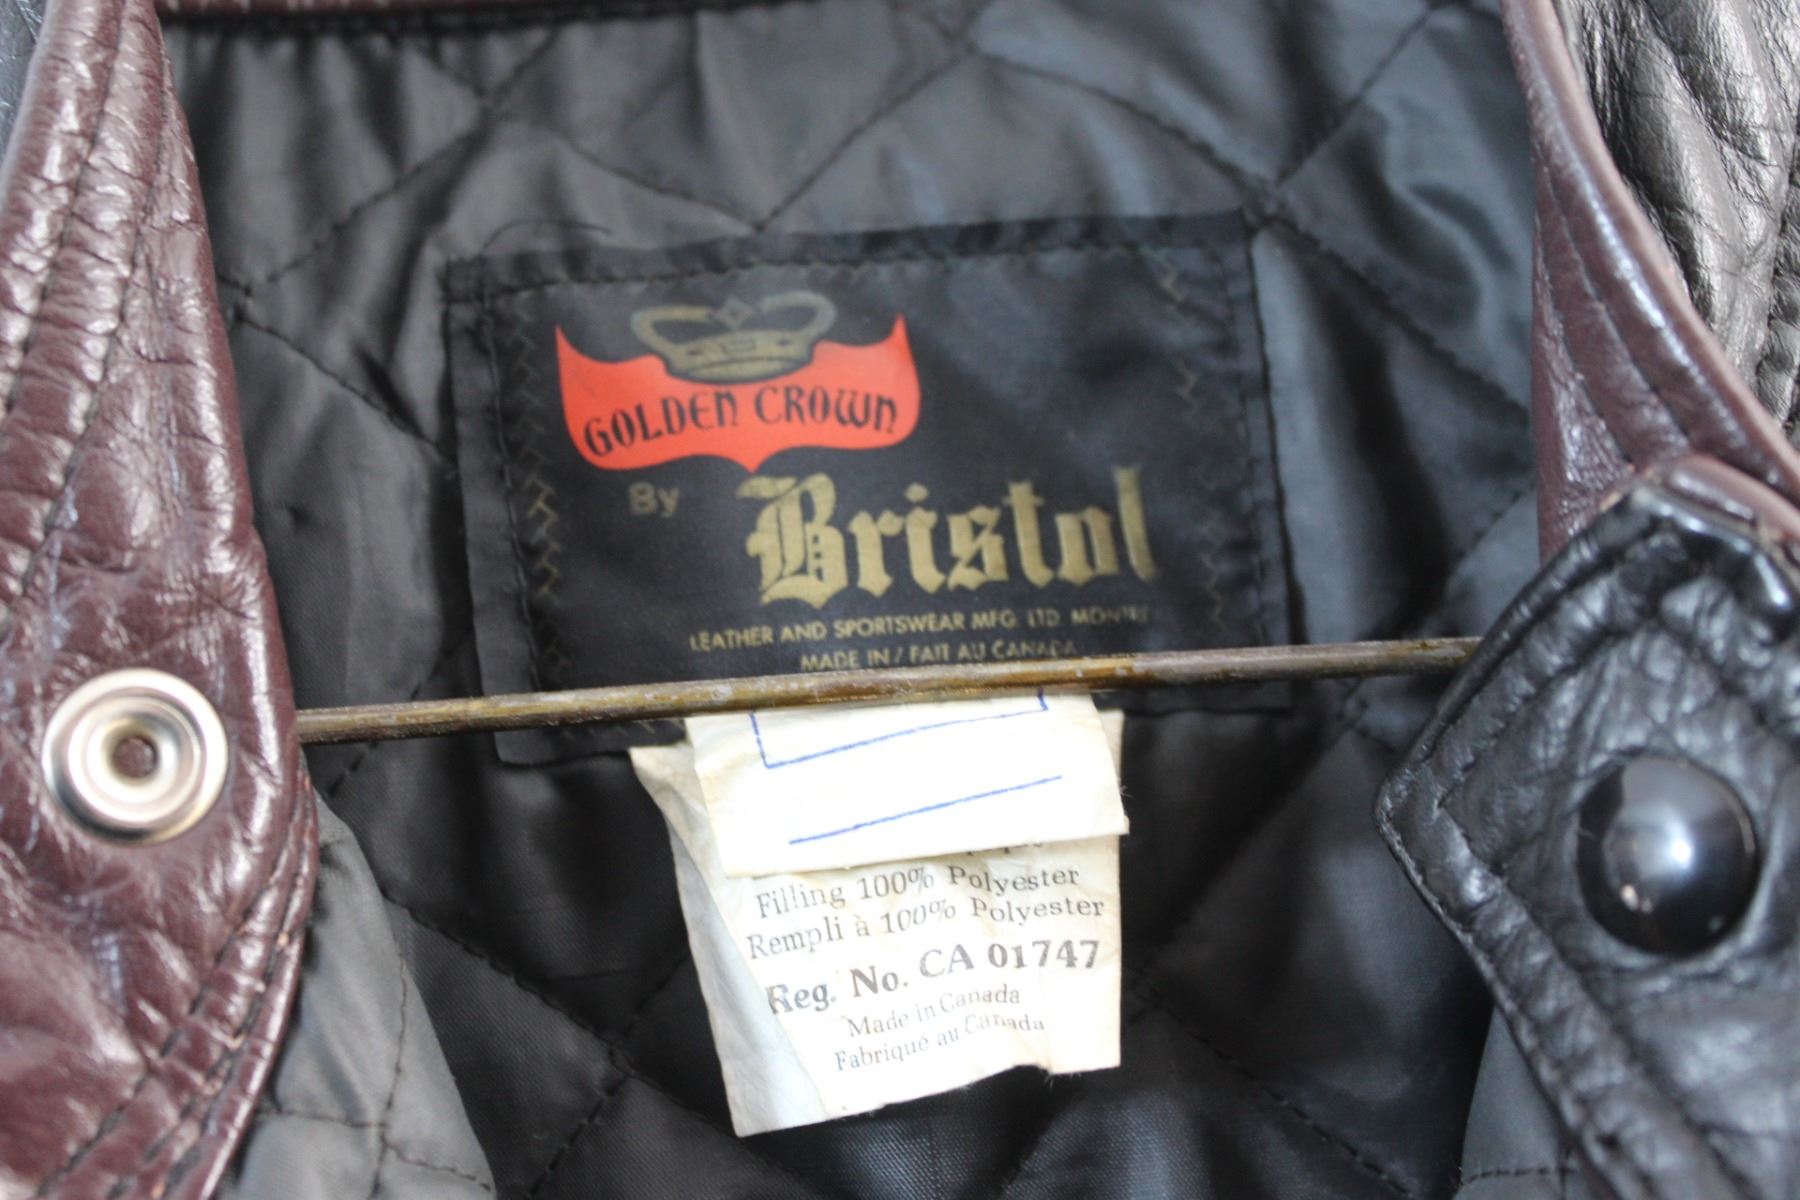 GOLDEN CROWN
By Bristol
LEATHER AND SPORTSWEAR MFG. LTD.
MADE IN / FAIT AU CANADA
Filling 100% Polyester
Rempli à 100% Polyester
Reg. No. CA 01747
Made in Canada
Fabriqué au Canada